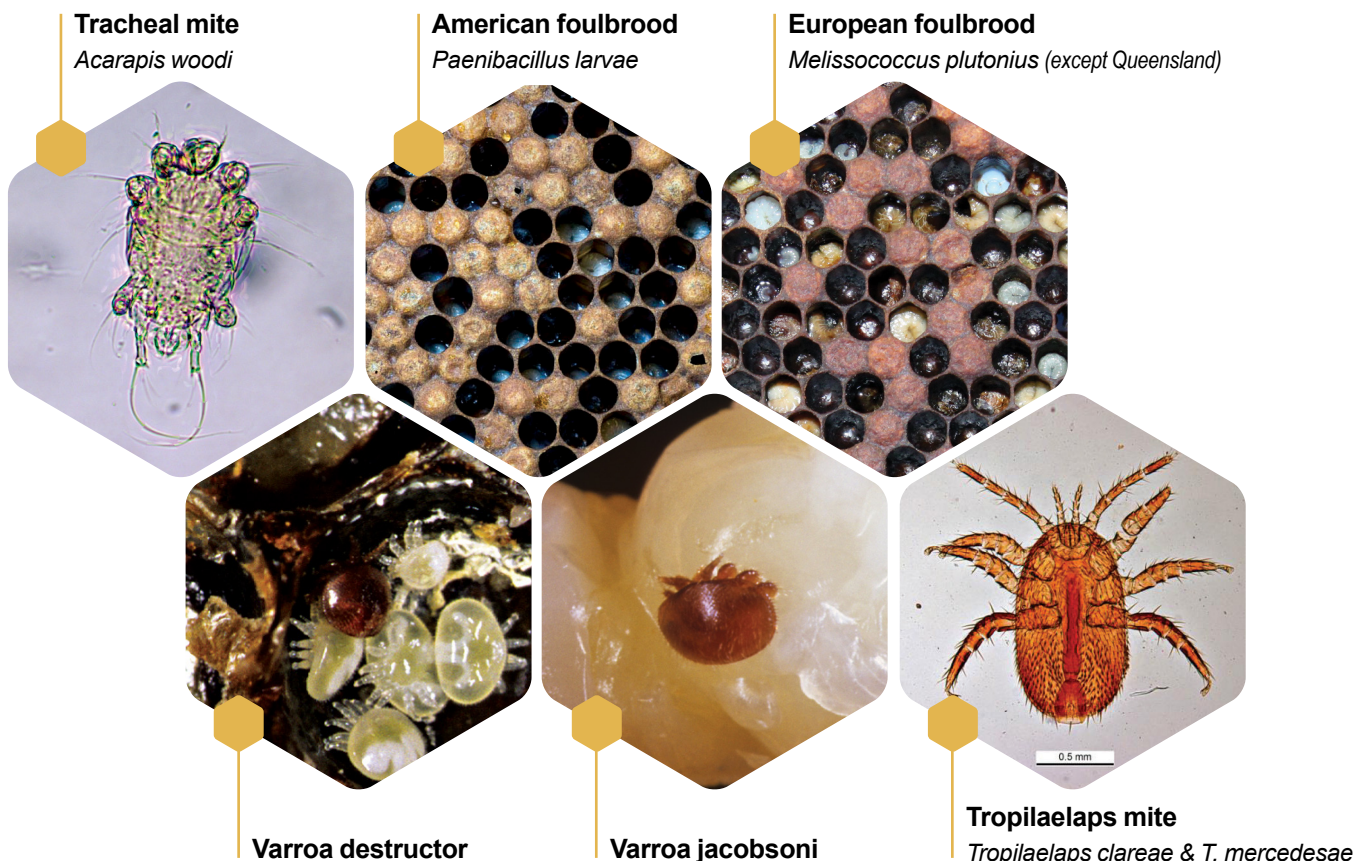 Tracheal mite
Acarapis woodi
American foulbrood
Paenibacillus larvae
European foulbrood
Melissococcus plutonius (except Queensland)
0.5 mm
Varroa destructor
Varroa jacobsoni
Tropilaelaps mite
Tropilaelaps clareae & T. mercedesae